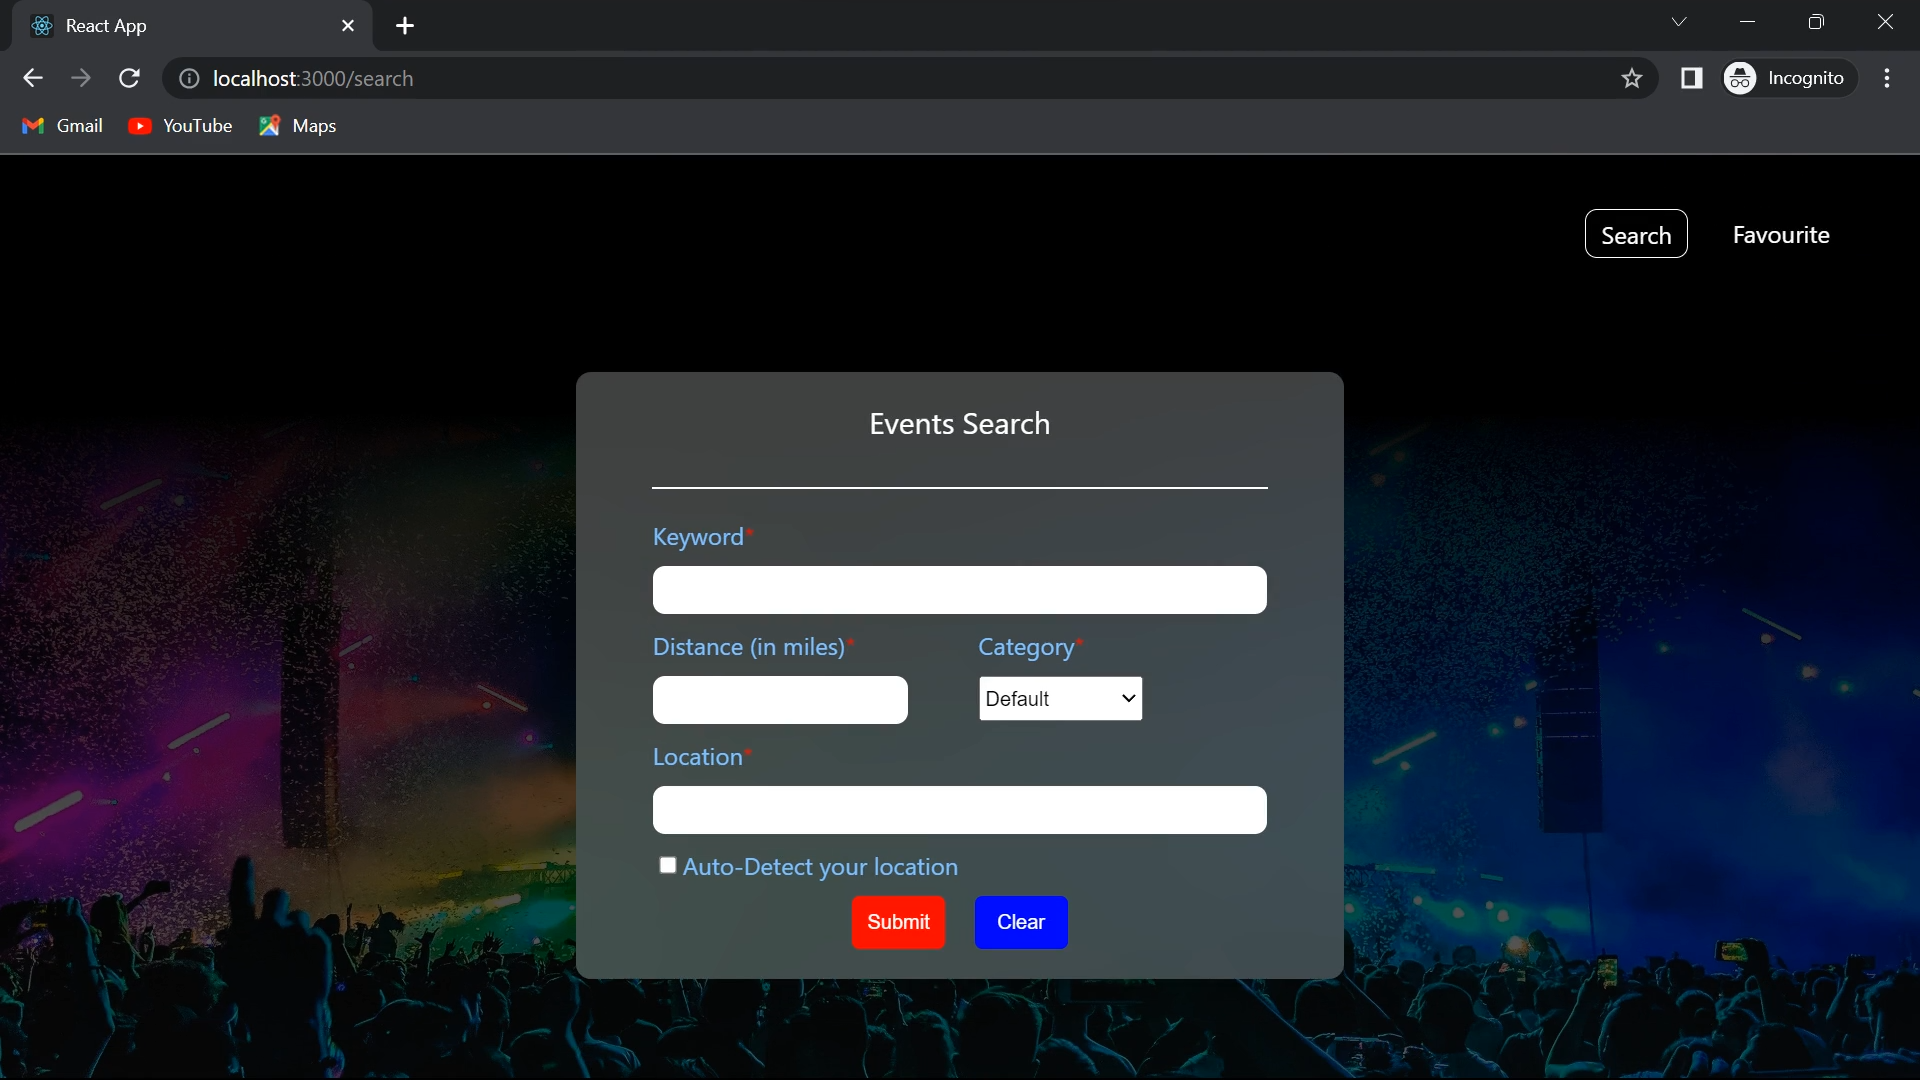 React App
localhost:3000/search
Incognito
Gmail YouTube Maps
Search Favourite
Events Search
Keyword*
Distance (in miles)* Category*
Default
Location*
Auto-Detect your location
Submit Clear